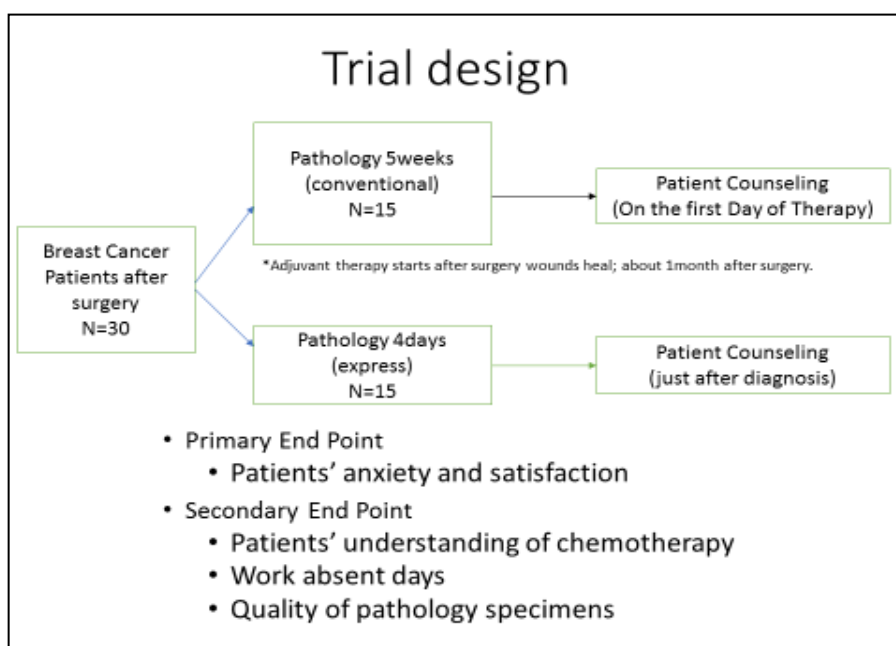 Trial design
Breast Cancer
Patients after
surgery
N=30
Pathology 5weeks
(conventional)
N=15
Patient Counseling
(On the first Day of Therapy)
*Adjuvant therapy starts after surgery wounds heal; about 1month after surgery.
Pathology 4days
(express)
N=15
Patient Counseling
(just after diagnosis)
• Primary End Point
• Patients’ anxiety and satisfaction
• Secondary End Point
• Patients’ understanding of chemotherapy
• Work absent days
• Quality of pathology specimens